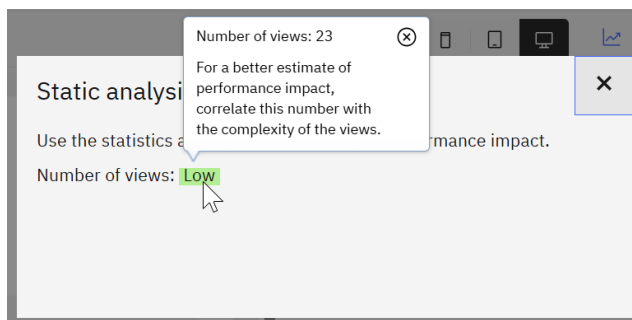 Number of views: 23
For a better estimate of
performance impact,
correlate this number with
the complexity of the views.
Static analysi
Use the statistics a
rmance impact.
Number of views: Low